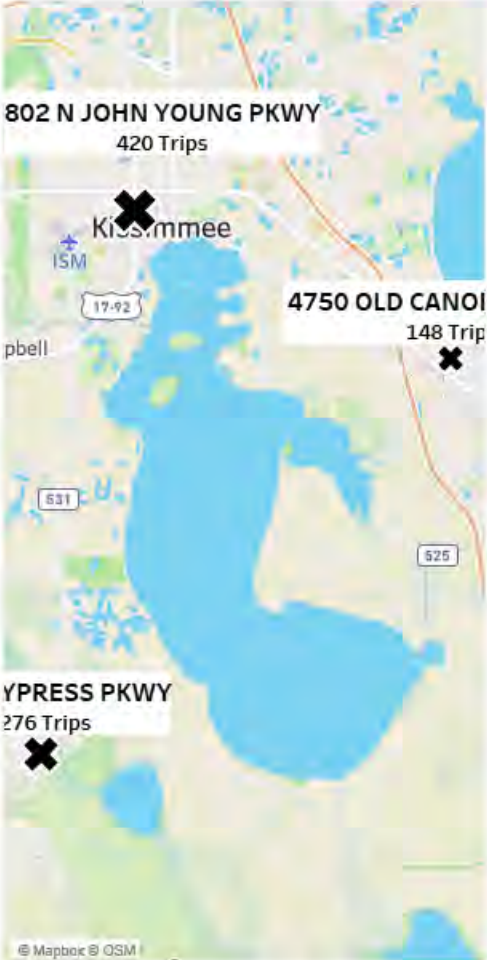 802 N JOHN YOUNG PKWY
420 Trips
Kissimmee
ISM
17-92
4750 OLD CANO
148 Trip
pbell
531
525
YPRESS PKWY
276 Trips
© Mapbox © OSM